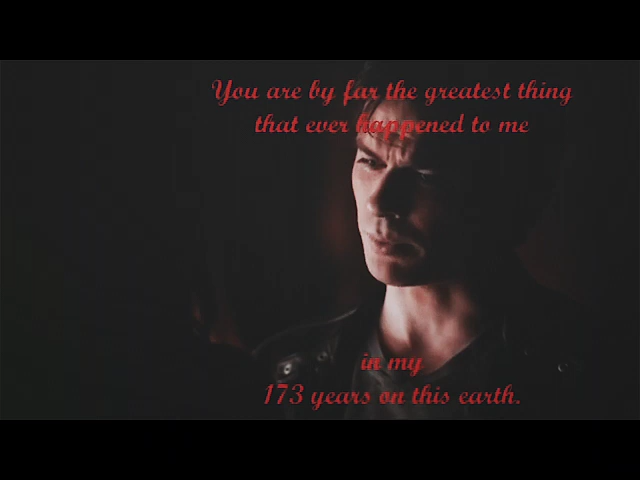 You are by far the greatest thing
that ever happened to me
in my
173 years on this earth.